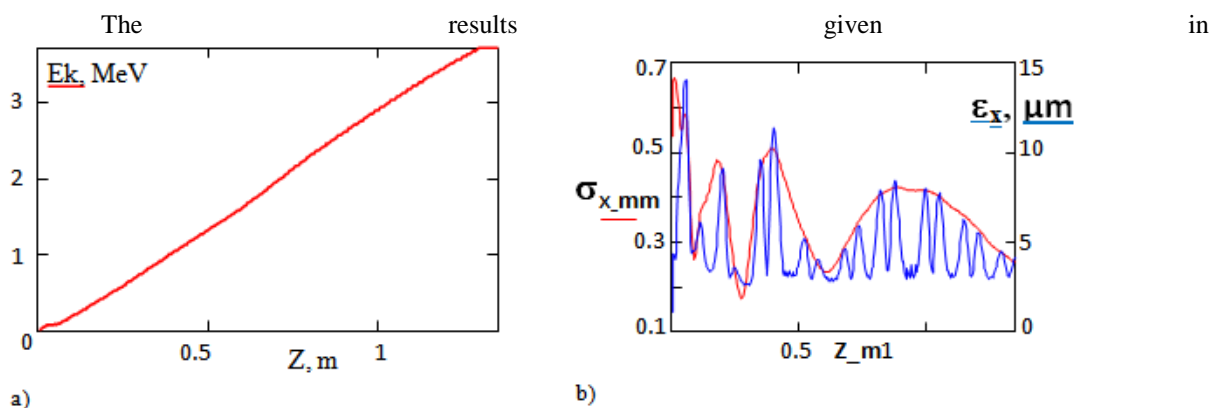 The results given in
Ek, MeV
3
2
1
0
0.5
1
Z, m
a)
0.7
0.5
0.3
0.1
σx_mm
15
10
5
0
εx, μm
0.5
Z_m1
b)